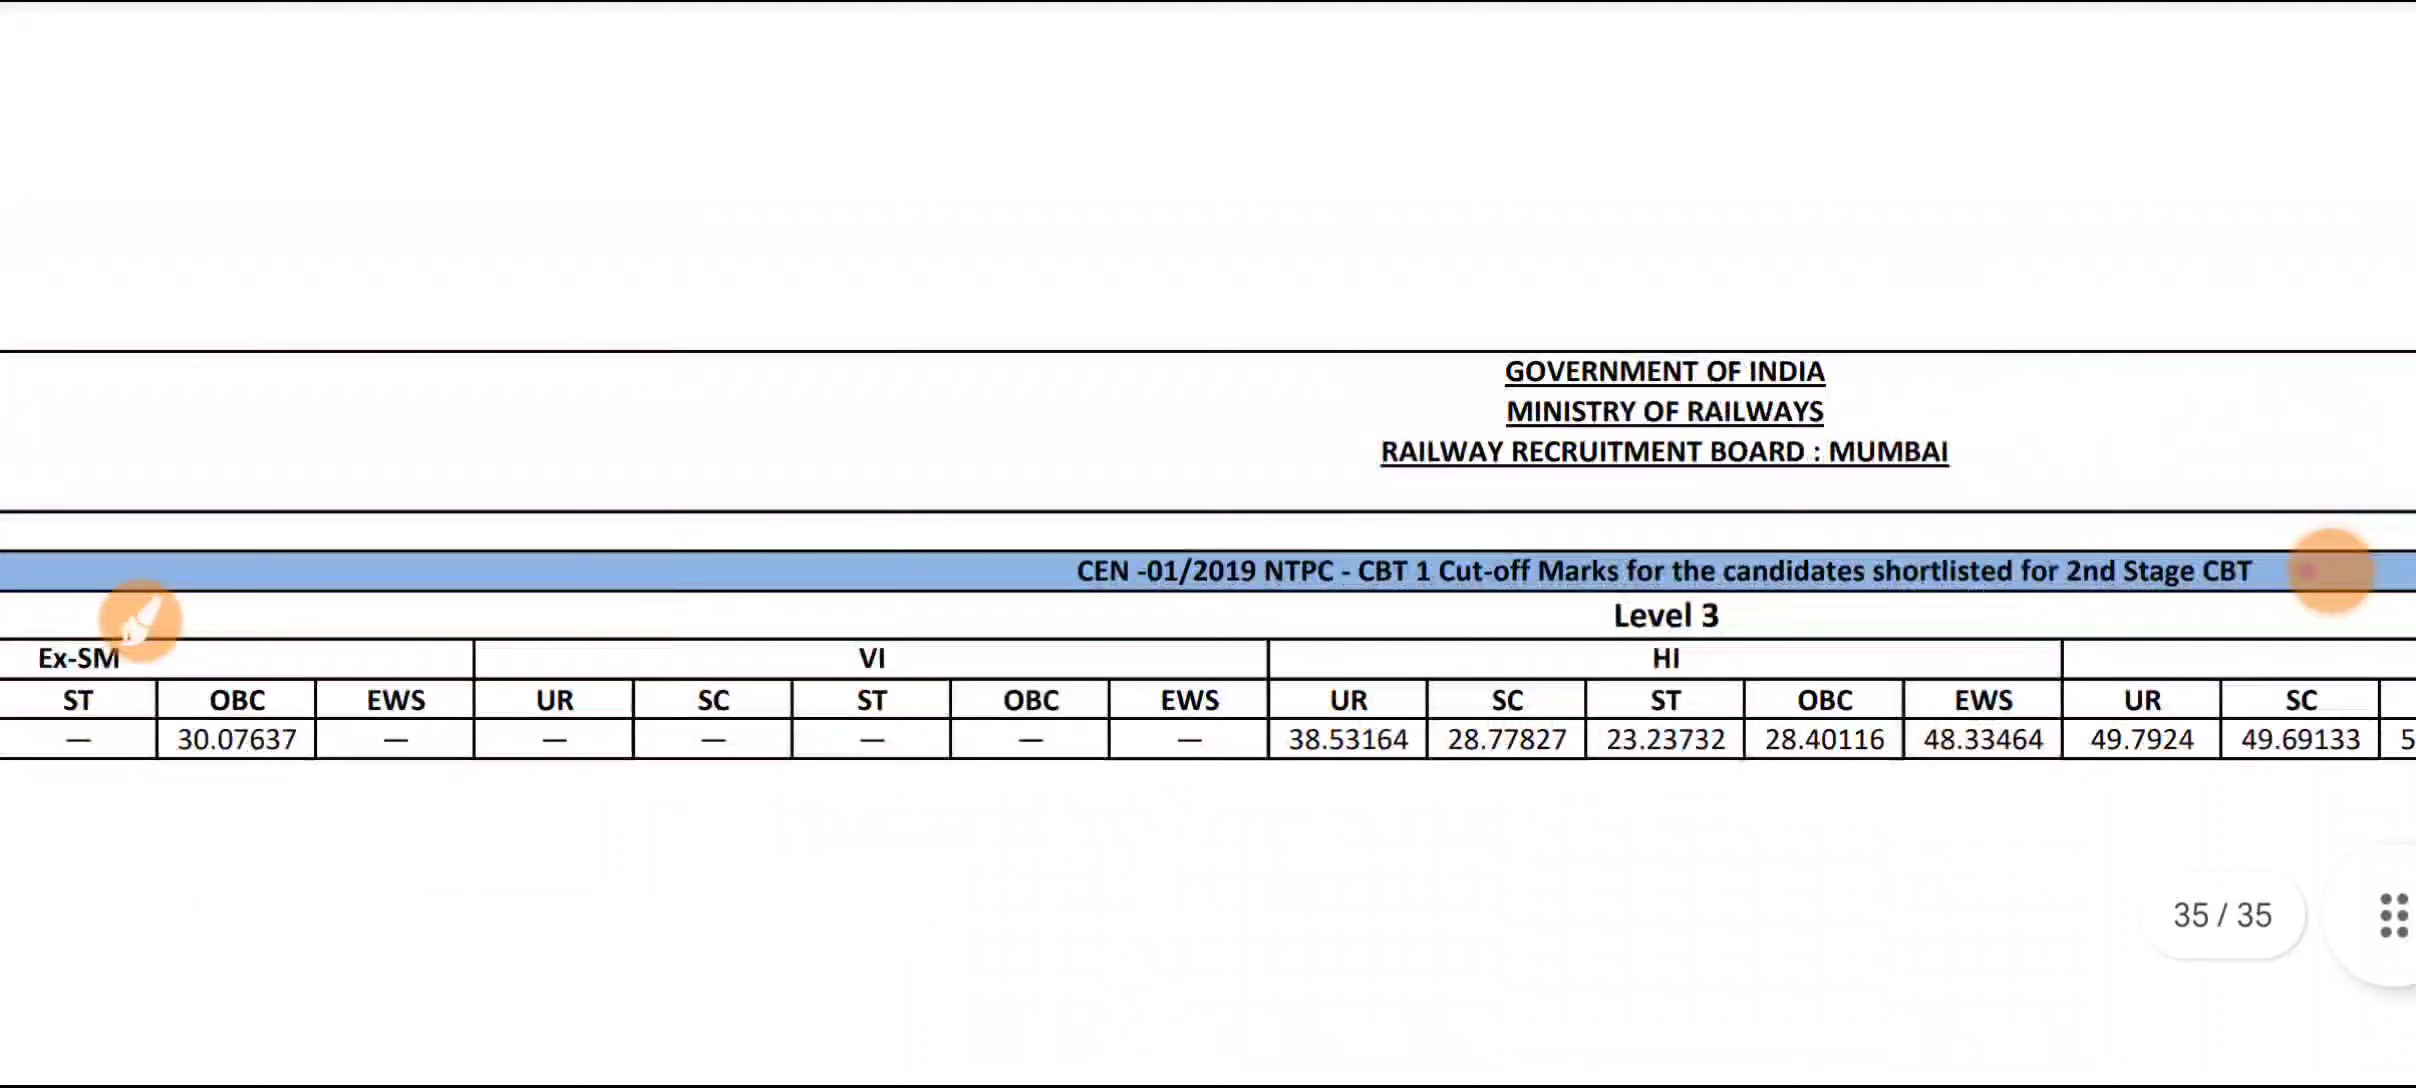 GOVERNMENT OF INDIA
MINISTRY OF RAILWAYS
RAILWAY RECRUITMENT BOARD : MUMBAI
CEN -01/2019 NTPC - CBT 1 Cut-off Marks for the candidates shortlisted for 2nd Stage CBT
Level 3
Ex-SM VI HI
ST OBC EWS UR SC ST OBC EWS UR SC ST OBC EWS UR SC
— 30.07637 — — — — — — 38.53164 28.77827 23.23732 28.40116 48.33464 49.7924 49.69133 5
35 / 35